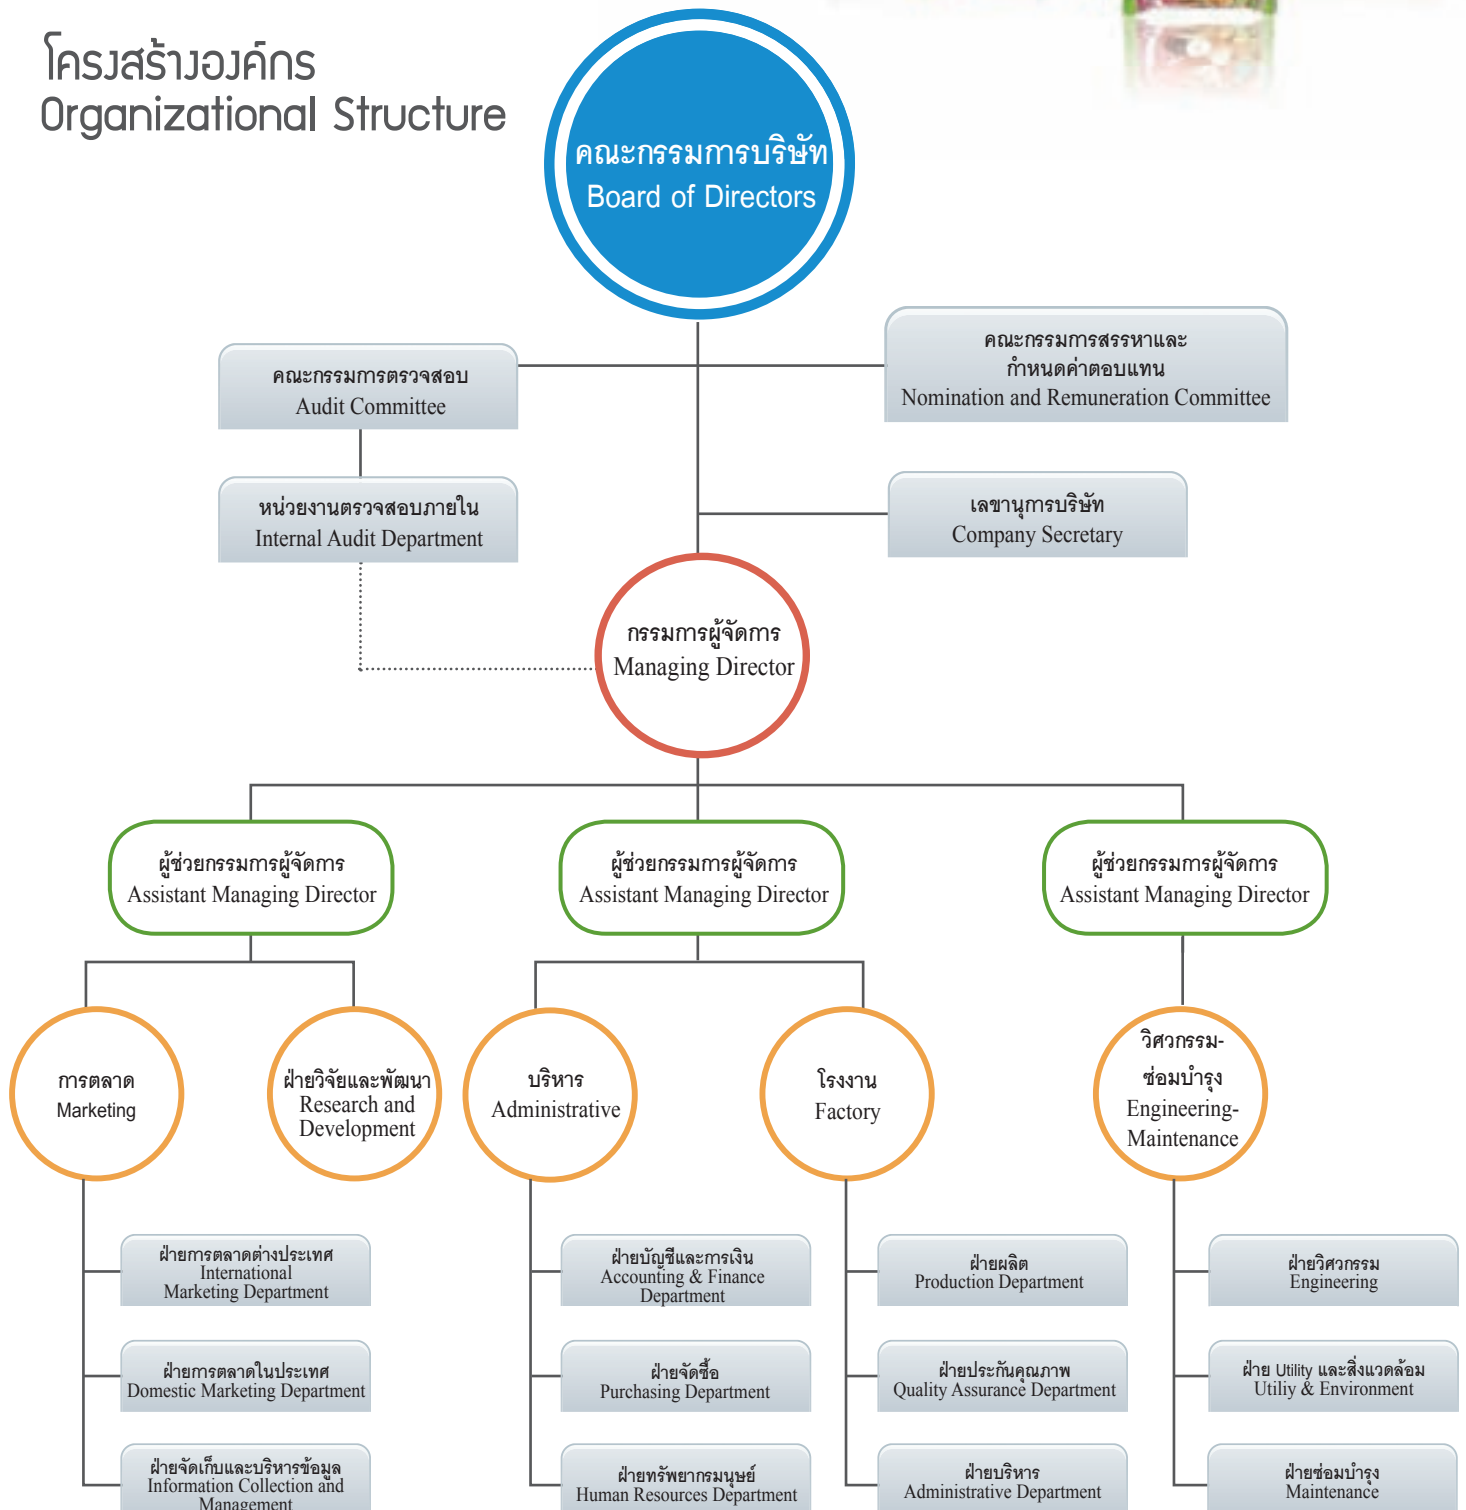 โครงสร้างองค์กร
Organizational Structure
คณะกรรมการบริษัท
Board of Directors
คณะกรรมการตรวจสอบ
Audit Committee
คณะกรรมการสรรหาและ
กำหนดค่าตอบแทน
Nomination and Remuneration Committee
หน่วยงานตรวจสอบภายใน
Internal Audit Department
เลขานุการบริษัท
Company Secretary
กรรมการผู้จัดการ
Managing Director
ผู้ช่วยกรรมการผู้จัดการ
Assistant Managing Director
ผู้ช่วยกรรมการผู้จัดการ
Assistant Managing Director
ผู้ช่วยกรรมการผู้จัดการ
Assistant Managing Director
การตลาด
Marketing
ฝ่ายวิจัยและพัฒนา
Research and
Development
บริหาร
Administrative
โรงงาน
Factory
วิศวกรรม-
ซ่อมบำรุง
Engineering-
Maintenance
ฝ่ายการตลาดต่างประเทศ
International
Marketing Department
ฝ่ายบัญชีและการเงิน
Accounting & Finance
Department
ฝ่ายผลิต
Production Department
ฝ่ายวิศวกรรม
Engineering
ฝ่ายการตลาดในประเทศ
Domestic Marketing Department
ฝ่ายจัดซื้อ
Purchasing Department
ฝ่ายประกันคุณภาพ
Quality Assurance Department
ฝ่าย Utility และสิ่งแวดล้อม
Utiliy & Environment
ฝ่ายจัดเก็บและบริหารข้อมูล
Information Collection and
Management
ฝ่ายทรัพยากรมนุษย์
Human Resources Department
ฝ่ายบริหาร
Administrative Department
ฝ่ายซ่อมบำรุง
Maintenance